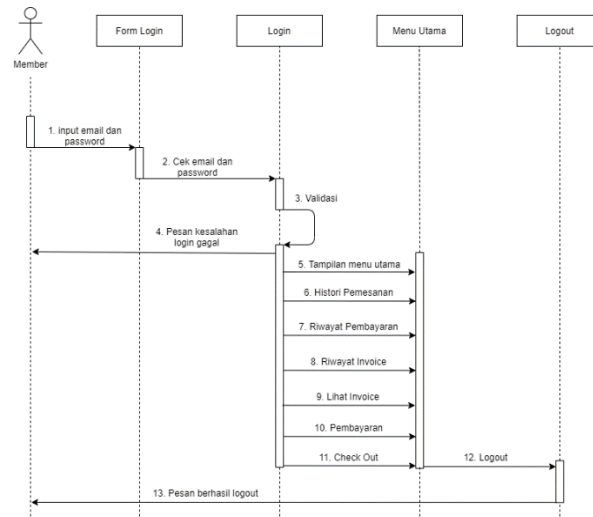 Form Login
Login
Menu Utama
Logout
Member
1. input email dan
password
2. Cek email dan
password
3. Validasi
4. Pesan kesalahan
login gagal
5. Tampilan menu utama
6. Histori Pemesanan
7. Riwayat Pembayaran
8. Riwayat Invoice
9. Lihat Invoice
10. Pembayaran
11. Check Out
12. Logout
13. Pesan berhasil logout